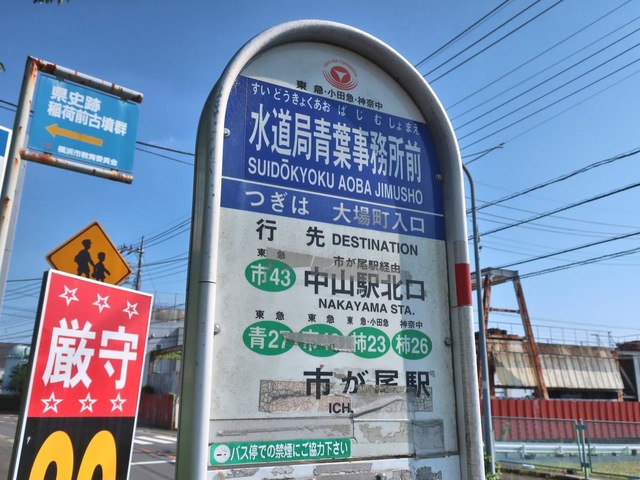 県史跡
稲荷前古墳群
横浜市教育委員会
厳守
東急・小田急・神奈中
すいどうきょくあおばじむしょまえ
水道局青葉事務所前
SUIDŌKYOKU AOBA JIMUSHO
つぎは 大場町入口
行先 DESTINATION
東急 市が尾駅経由
市43 中山駅北口
NAKAYAMA STA.
東急 東急 東急・小田急 神奈中
青27 柿23 柿26
市が尾駅
ICH
バス停での禁煙にご協力下さい